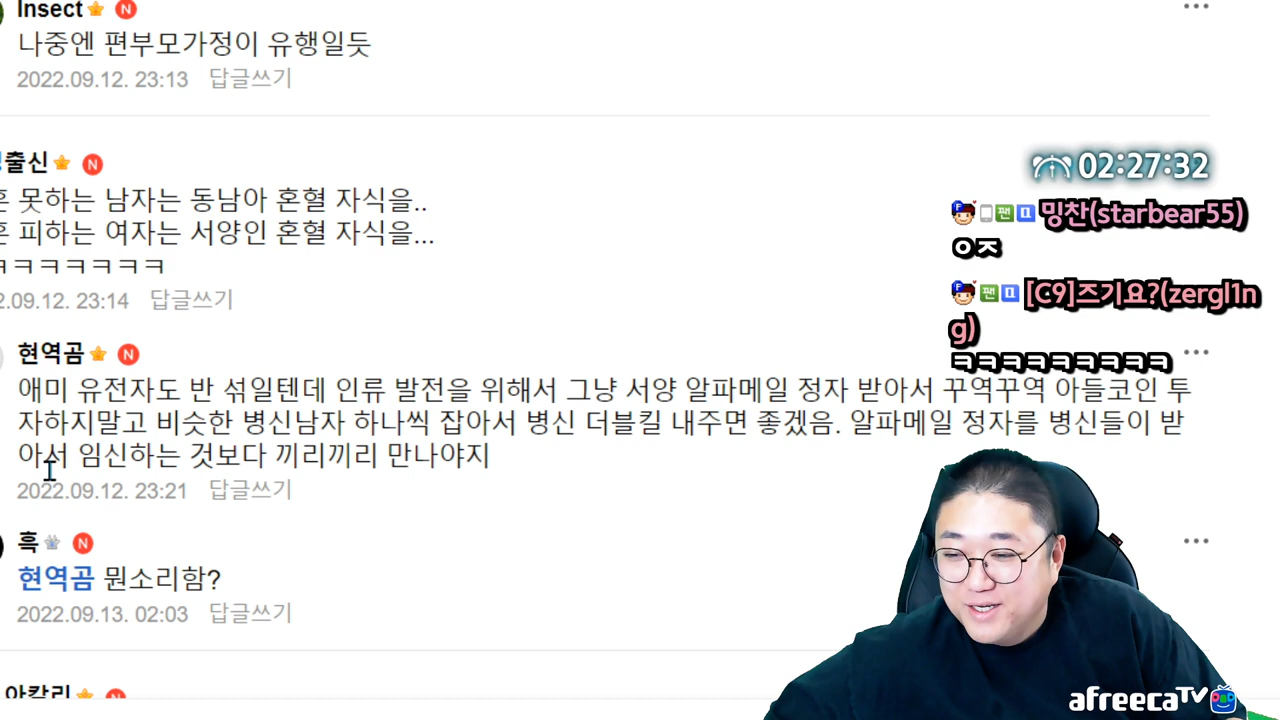 Insect N
나중엔 편부모가정이 유행일듯
2022.09.12. 23:13 답글쓰기
출신 N
못하는 남자는 동남아 혼혈 자식을..
피하는 여자는 서양인 혼혈 자식을...
ㅋㅋㅋㅋㅋㅋㅋ
.09.12. 23:14 답글쓰기
현역곰 N
애미 유전자도 반 섞일텐데 인류 발전을 위해서 그냥 서양 알파메일 정자 받아서 꾸역꾸역 아들코인 투
자하지말고 비슷한 병신남자 하나씩 잡아서 병신 더블킬 내주면 좋겠음. 알파메일 정자를 병신들이 받
아서 임신하는 것보다 끼리끼리 만나야지
2022.09.12. 23:21 답글쓰기
흑 N
현역곰 뭔소리함?
2022.09.13. 02:03 답글쓰기
아칼리 N
02:27:32
팬 밍찬(starbear55)
ㅇㅈ
팬 [C9]즈기요?(zergl1n
g)
ㅋㅋㅋㅋㅋㅋㅋㅋㅋ
afreecaTV